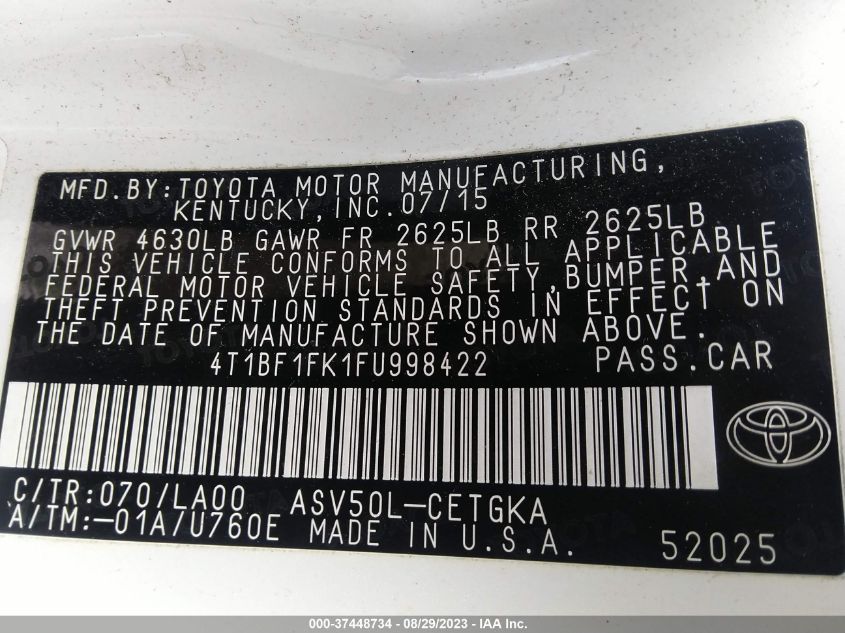 MFD.BY:TOYOTA MOTOR MANUFACTURING,
KENTUCKY,INC.07/15
GVWR 4630LB GAWR FR 2625LB RR 2625LB
THIS VEHICLE CONFORMS TO ALL APPLICABLE
FEDERAL MOTOR VEHICLE SAFETY,BUMPER,AND
THEFT PREVENTION STANDARDS IN EFFECT ON
THE DATE OF MANUFACTURE SHOWN ABOVE.
4T1BF1FK1FU998422 PASS.CAR
C/TR:070/LA00 ASV50L-CETGKA
A/TM:-01A/U760E MADE IN U.S.A. 52025
000-37448734 - 08/29/2023 - IAA Inc.